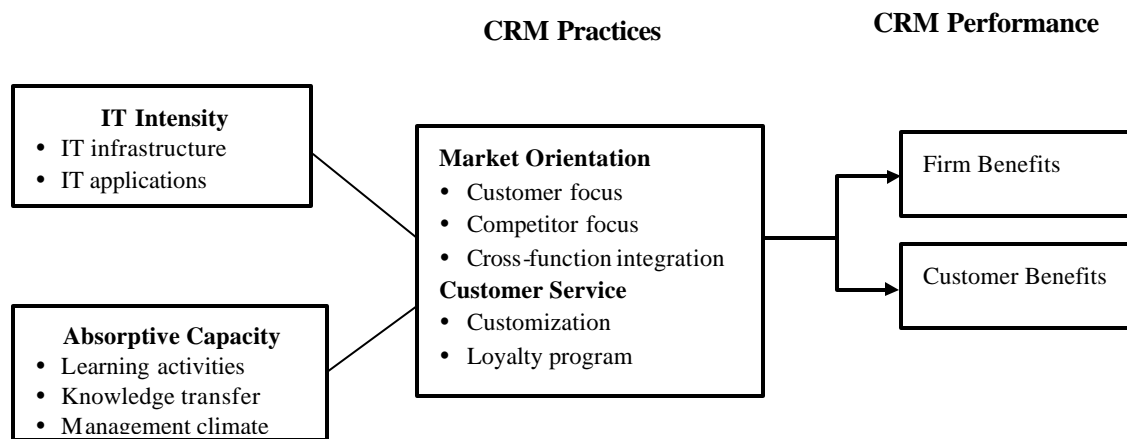 CRM Practices
CRM Performance
IT Intensity
• IT infrastructure
• IT applications
Absorptive Capacity
• Learning activities
• Knowledge transfer
• Management climate
Market Orientation
• Customer focus
• Competitor focus
• Cross-function integration
Customer Service
• Customization
• Loyalty program
Firm Benefits
Customer Benefits